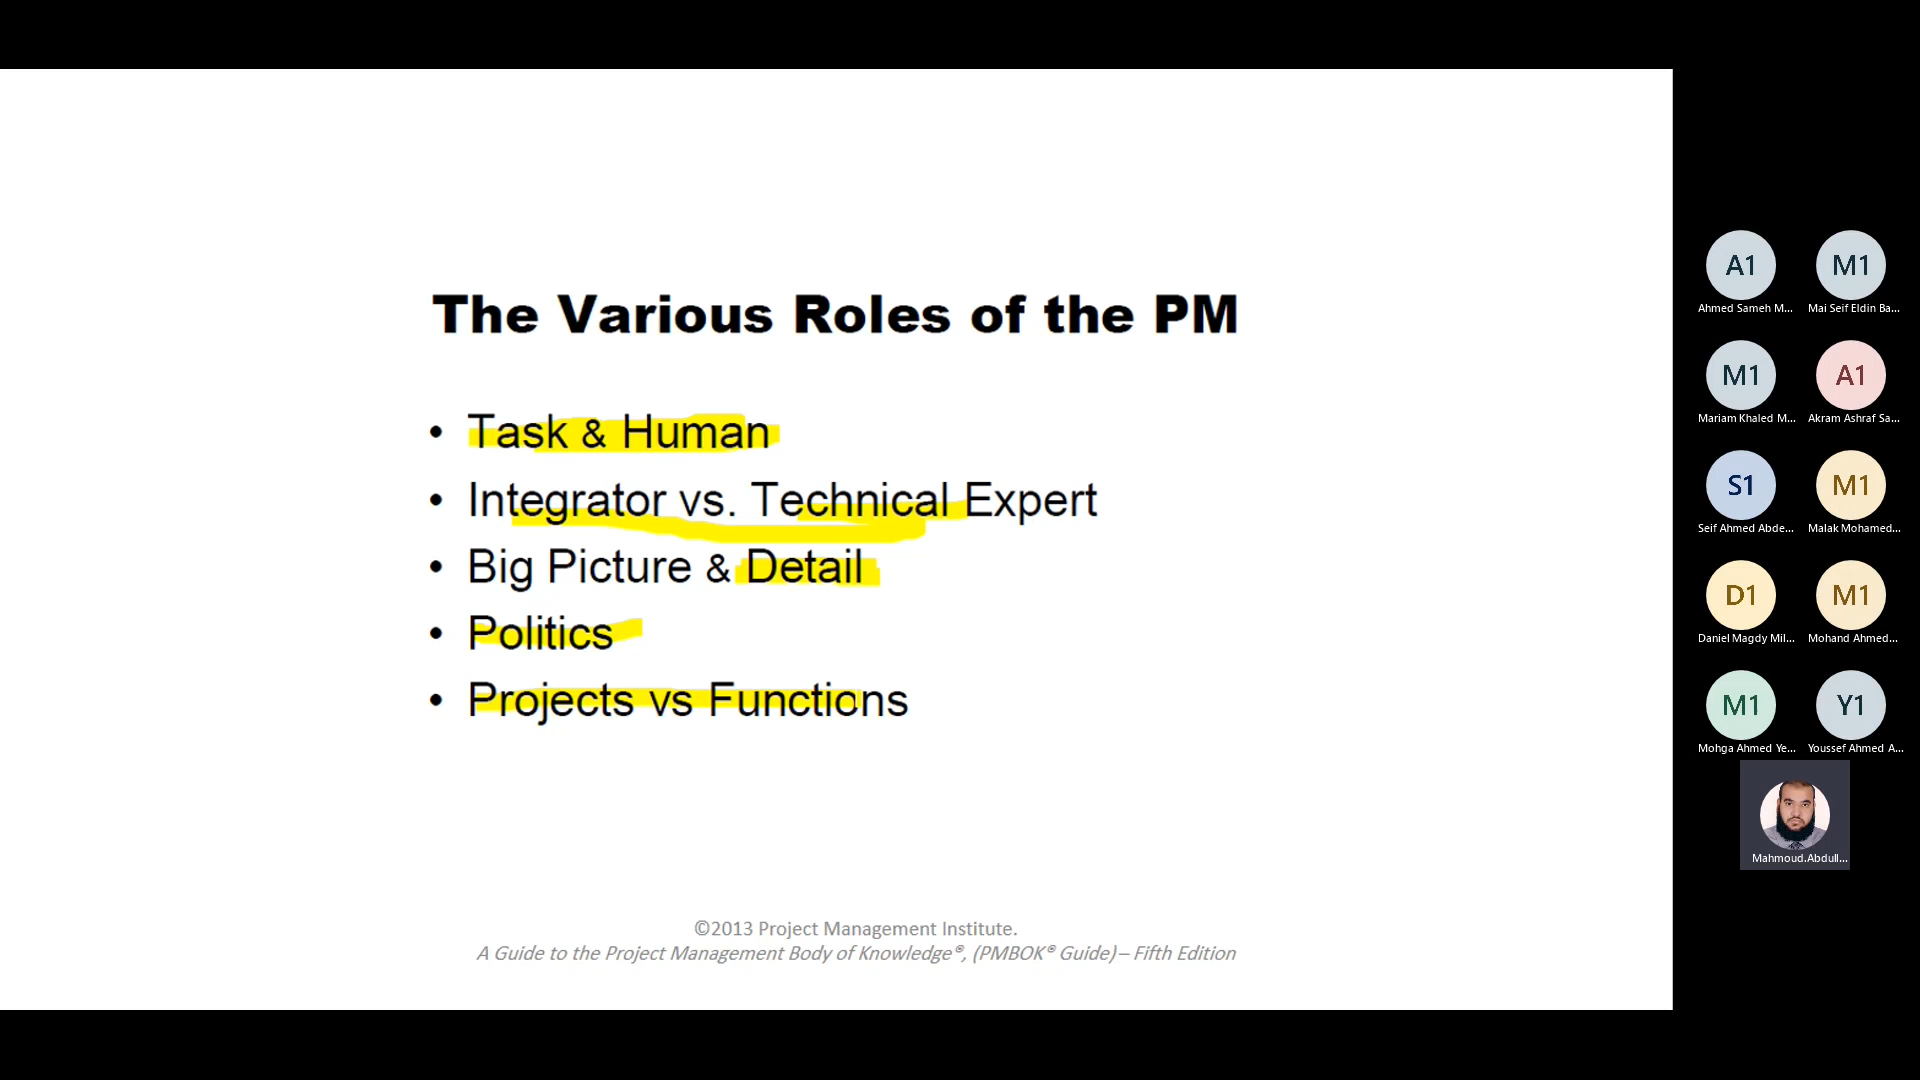 The Various Roles of the PM
• Task & Human
• Integrator vs. Technical Expert
• Big Picture & Detail
• Politics
• Projects vs Functions
©2013 Project Management Institute.
A Guide to the Project Management Body of Knowledge®, (PMBOK® Guide) – Fifth Edition
A1
Ahmed Sameh M...
M1
Mai Seif Eldin Ba...
M1
Mariam Khaled M...
A1
Akram Ashraf Sa...
S1
Seif Ahmed Abde...
M1
Malak Mohamed...
D1
Daniel Magdy Mil...
M1
Mohand Ahmed...
M1
Mohga Ahmed Ye...
Y1
Youssef Ahmed A...
Mahmoud.Abdull...